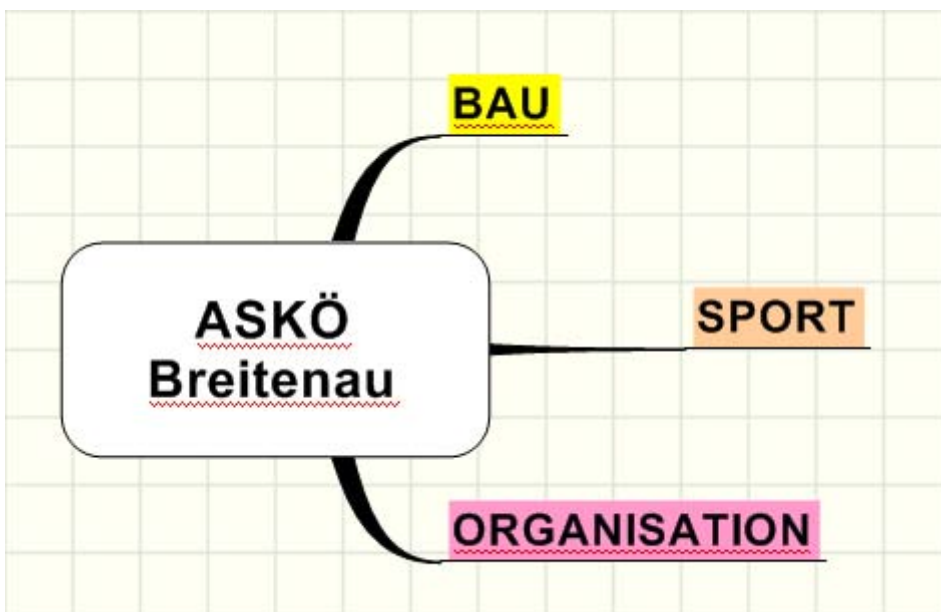 BAU
ASKÖ
Breitenau
SPORT
ORGANISATION